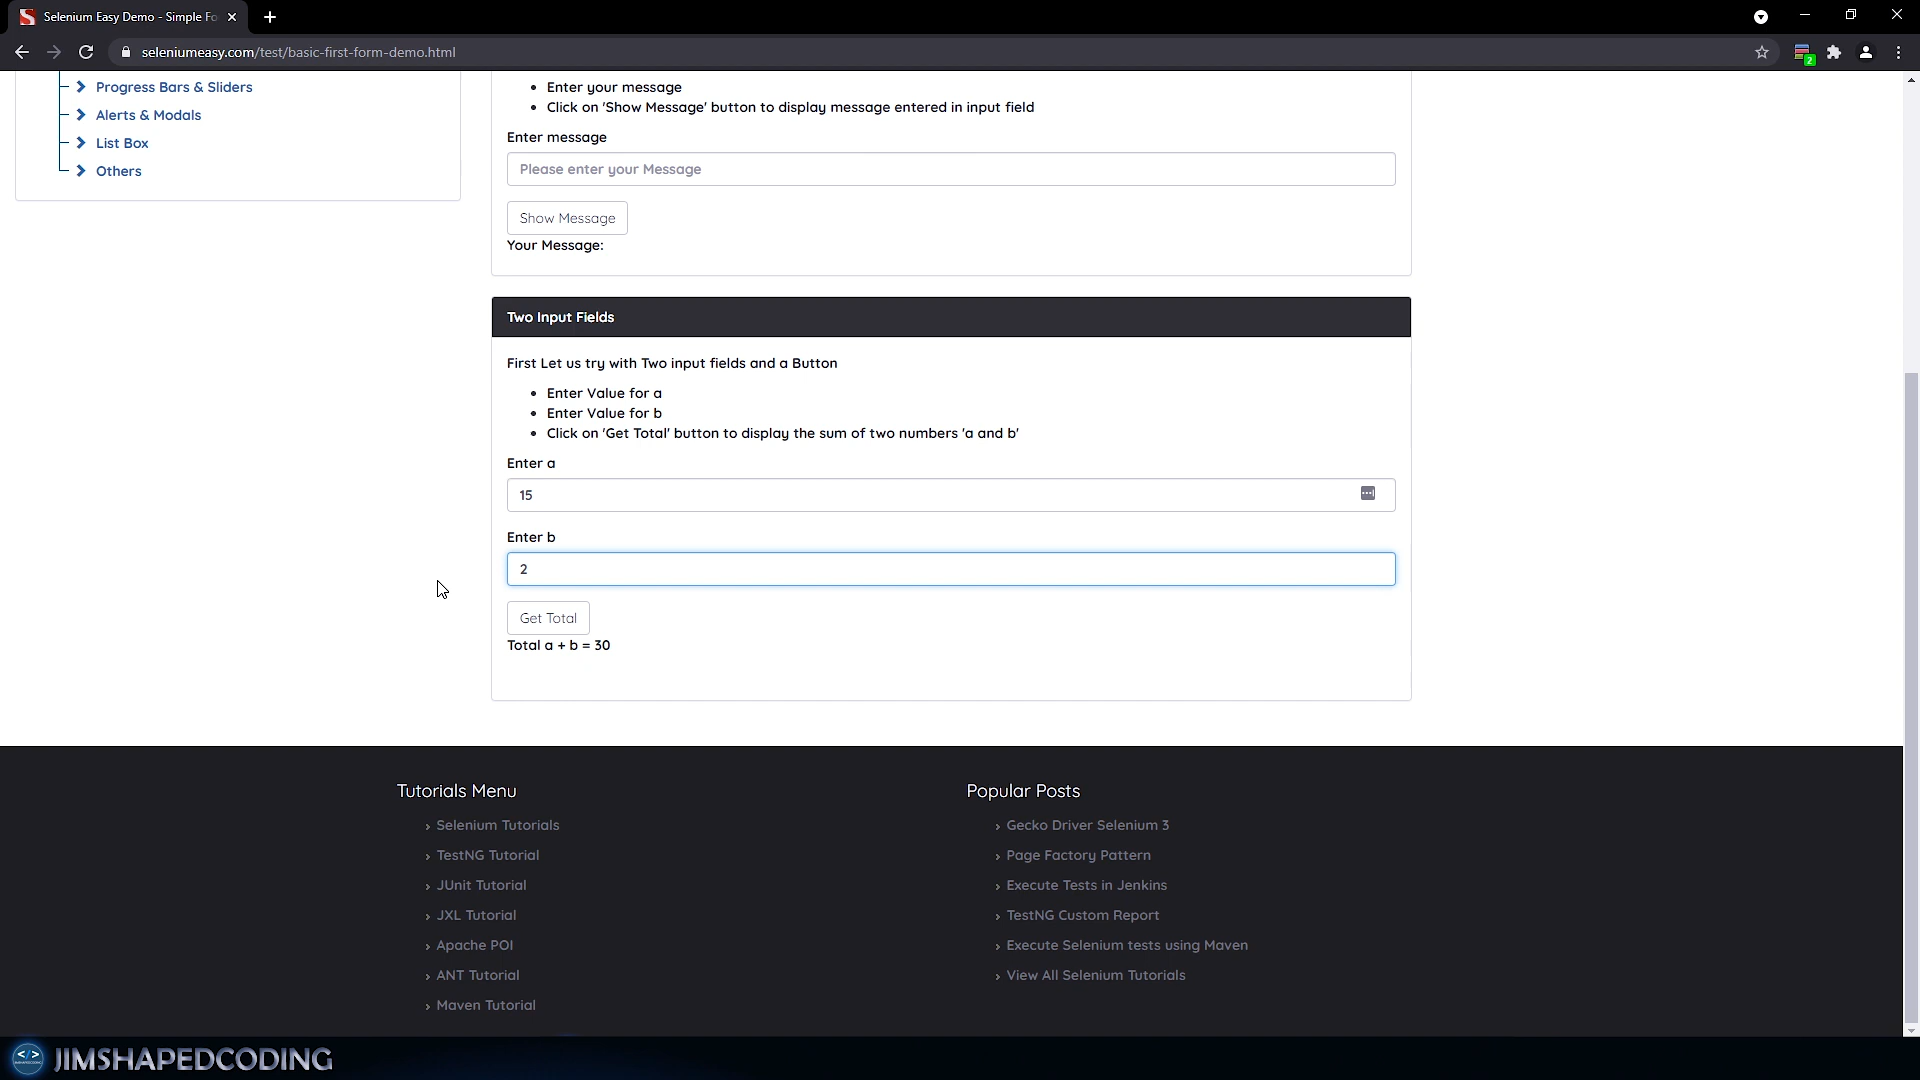 Selenium Easy Demo - Simple Fo
seleniumeasy.com/test/basic-first-form-demo.html
2
Progress Bars & Sliders
Alerts & Modals
List Box
Others
Enter your message
Click on 'Show Message' button to display message entered in input field
Enter message
Please enter your Message
Show Message
Your Message:
Two Input Fields
First Let us try with Two input fields and a Button
Enter Value for a
Enter Value for b
Click on 'Get Total' button to display the sum of two numbers 'a and b'
Enter a
15
Enter b
2
Get Total
Total a + b = 30
Tutorials Menu
Selenium Tutorials
TestNG Tutorial
JUnit Tutorial
JXL Tutorial
Apache POI
ANT Tutorial
Maven Tutorial
Popular Posts
Gecko Driver Selenium 3
Page Factory Pattern
Execute Tests in Jenkins
TestNG Custom Report
Execute Selenium tests using Maven
View All Selenium Tutorials
JIMSHAPEDCODING